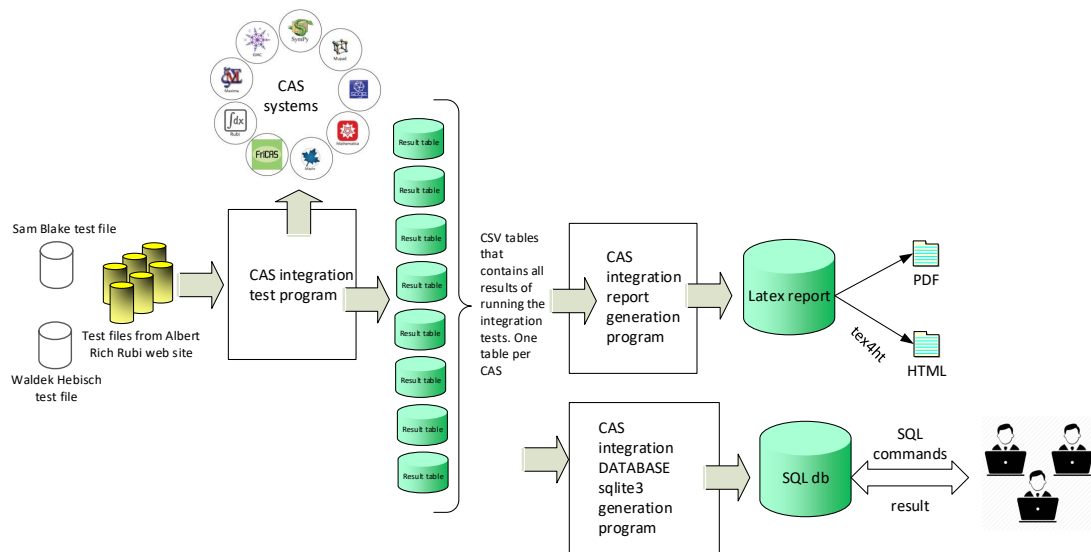 SymPy
GIAC
Mupad
Maxima
CAS
systems
Rubi
∫dx
Mathematica
FriCAS
Maple
Result table
Result table
Result table
Result table
Result table
Result table
Result table
Result table
Sam Blake test file
Test files from Albert
Rich Rubi web site
Waldek Hebisch
test file
CAS integration
test program
CSV tables
that
contains all
results of
running the
integration
tests. One
table per
CAS
CAS
integration
report
generation
program
Latex report
PDF
tex4ht
HTML
CAS
integration
DATABASE
sqlite3
generation
program
SQL db
SQL
commands
result